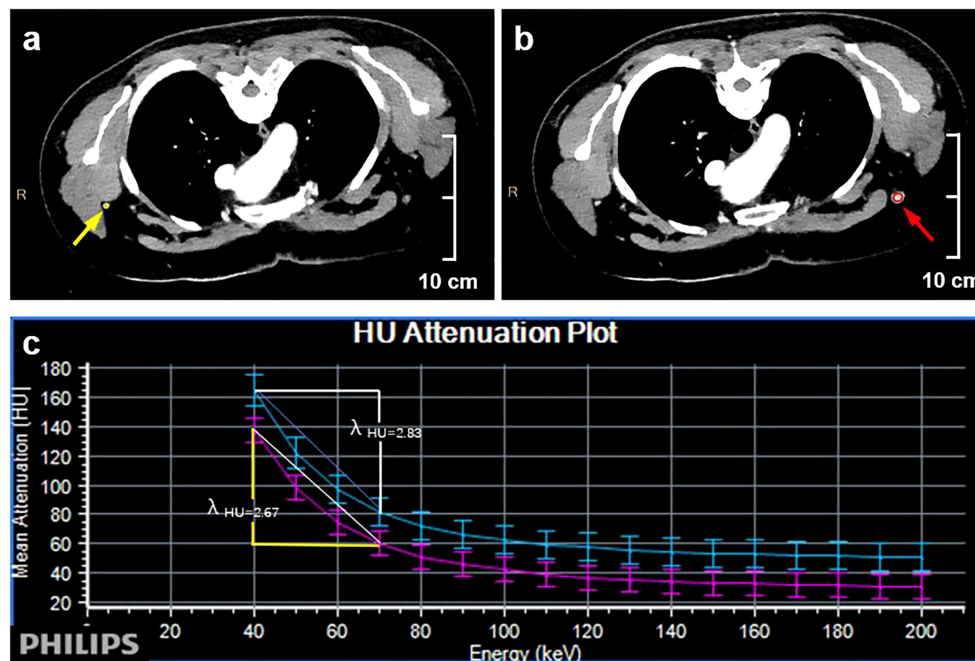 a
b
R
R
10 cm
10 cm
c
HU Attenuation Plot
Mean Attenuation (HU)
180
160
140
120
100
80
60
40
20
λ HU=2.83
λ HU=2.67
20
40
60
80
100
120
140
160
180
200
Energy (keV)
PHILIPS